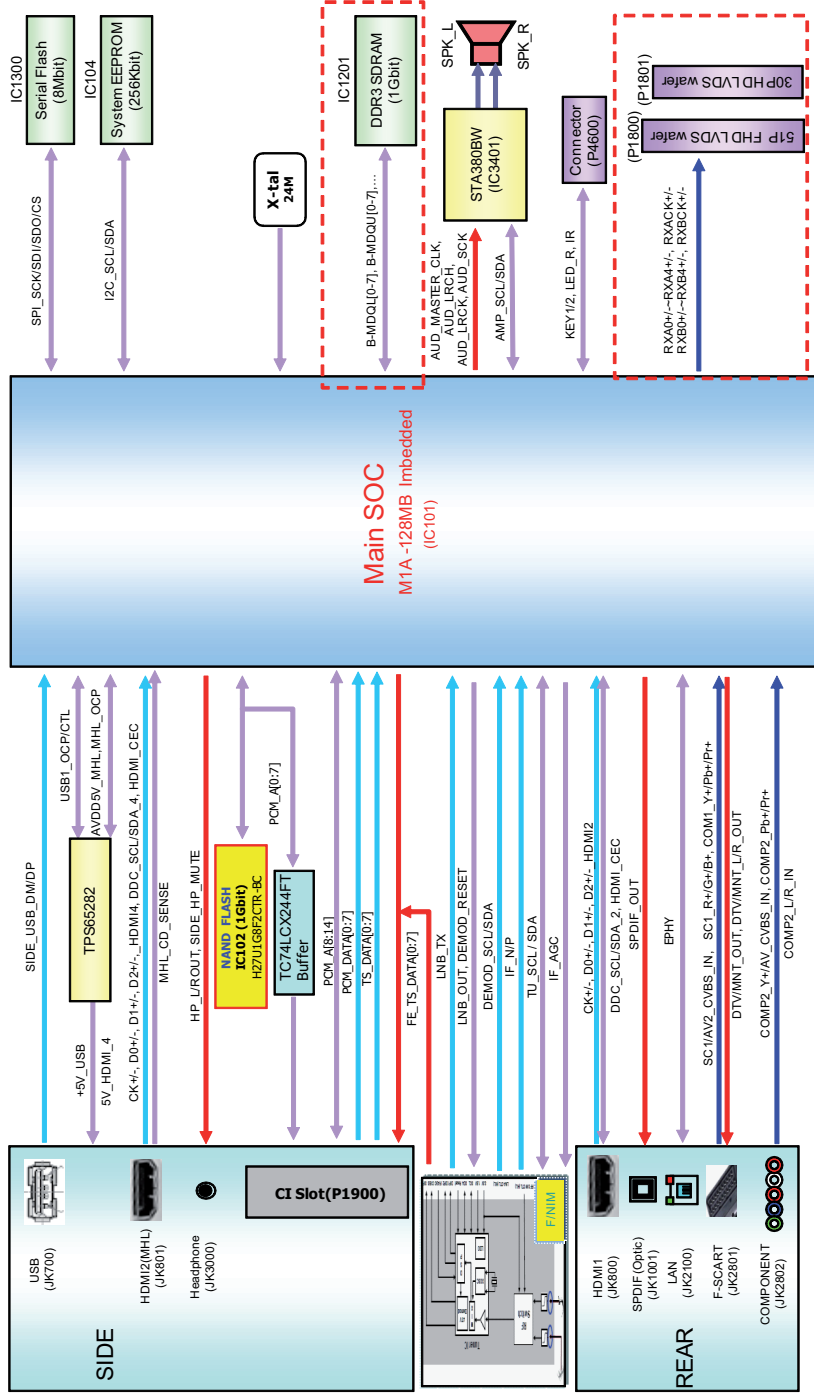 SIDE
USB
(JK700)
HDMI2(MHL)
(JK801)
Headphone
(JK3000)
CI Slot(P1900)
F/NIM
Tuner IC
RF
Switch
REAR
HDMI1
(JK800)
SPDIF(Optic)
(JK1001)
LAN
(JK2100)
F-SCART
(JK2801)
COMPONENT
(JK2802)
SIDE_USB_DM/DP
+5V_USB
5V_HDMI_4
TPS65282
USB1_OCP/CTL
AVDD5V_MHL,MHL_OCP
CK+/-, D0+/-, D1+/-, D2+/-_HDMI4, DDC_SCL/SDA_4, HDMI_CEC
MHL_CD_SENSE
HP_L/ROUT, SIDE_HP_MUTE
NAND FLASH
IC102 (1Gbit)
H27U1G8F2CTR-BC
TC74LCX244FT
Buffer
PCM_A[0:7]
PCM_A[8:14]
PCM_DATA[0:7]
TS_DATA[0:7]
FE_TS_DATA[0:7]
LNB_TX
LNB_OUT, DEMOD_RESET
DEMOD_SCL/SDA
IF_N/P
TU_SCL / SDA
IF_AGC
CK+/-, D0+/-, D1+/-, D2+/-_HDMI2
DDC_SCL/SDA_2, HDMI_CEC
SPDIF_OUT
EPHY
SC1/AV2_CVBS_IN, SC1_R+/G+/B+, COM1_Y+/Pb+/Pr+
DTV/MNT_OUT, DTV/MNT_L/R_OUT
COMP2_Y+/AV_CVBS_IN, COMP2_Pb+/Pr+
COMP2_L/R_IN
Main SOC
M1A -128MB Imbedded
(IC101)
SPI_SCK/SDI/SDO/CS
IC1300
Serial Flash
(8Mbit)
I2C_SCL/SDA
IC104
System EEPROM
(256Kbit)
X-tal
24M
B-MDQL[0-7], B-MDQU[0-7],…
IC1201
DDR3 SDRAM
(1Gbit)
AUD_MASTER_CLK,
AUD_LRCH,
AUD_LRCK, AUD_SCK
AMP_SCL/SDA
STA380BW
(IC3401)
SPK_L
SPK_R
KEY1/2, LED_R, IR
Connector
(P4600)
RXA0+/-~RXA4+/-, RXACK+/-
RXB0+/-~RXB4+/-, RXBCK+/-
(P1800)
51P FHD LVDS wafer
(P1801)
30P HD LVDS wafer